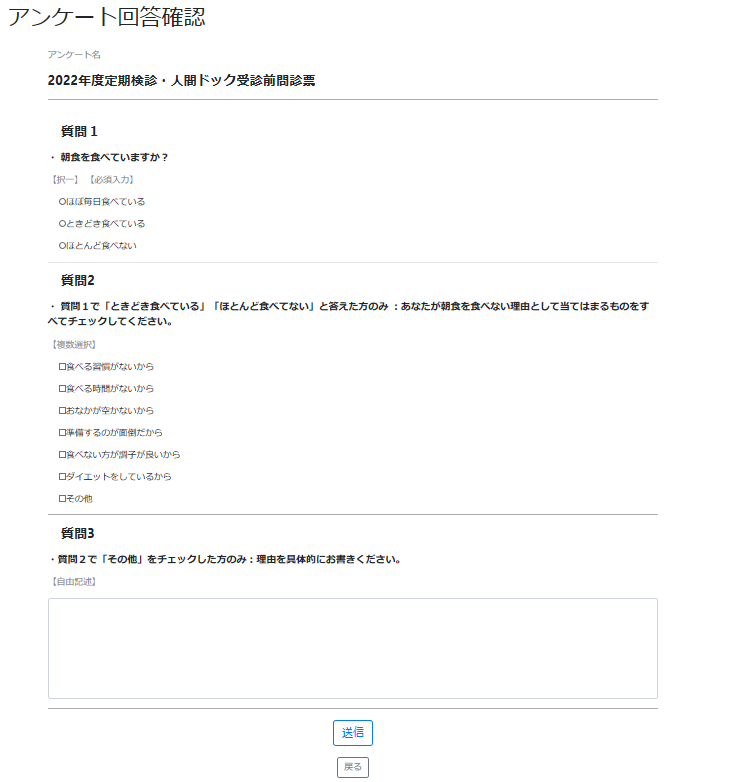 アンケート回答確認
アンケート名
2022年度定期検診・人間ドック受診前問診票
質問１
・ 朝食を食べていますか？
【択一】 【必須入力】
○ほぼ毎日食べている
○ときどき食べている
○ほとんど食べない
質問2
・ 質問１で「ときどき食べている」「ほとんど食べてない」と答えた方のみ ：あなたが朝食を食べない理由として当てはまるものをす
べてチェックしてください。
【複数選択】
□食べる習慣がないから
□食べる時間がないから
□おなかが空かないから
□準備するのが面倒だから
□食べない方が調子が良いから
□ダイエットをしているから
□その他
質問3
・質問２で「その他」をチェックした方のみ：理由を具体的にお書きください。
【自由記述】
送信
戻る